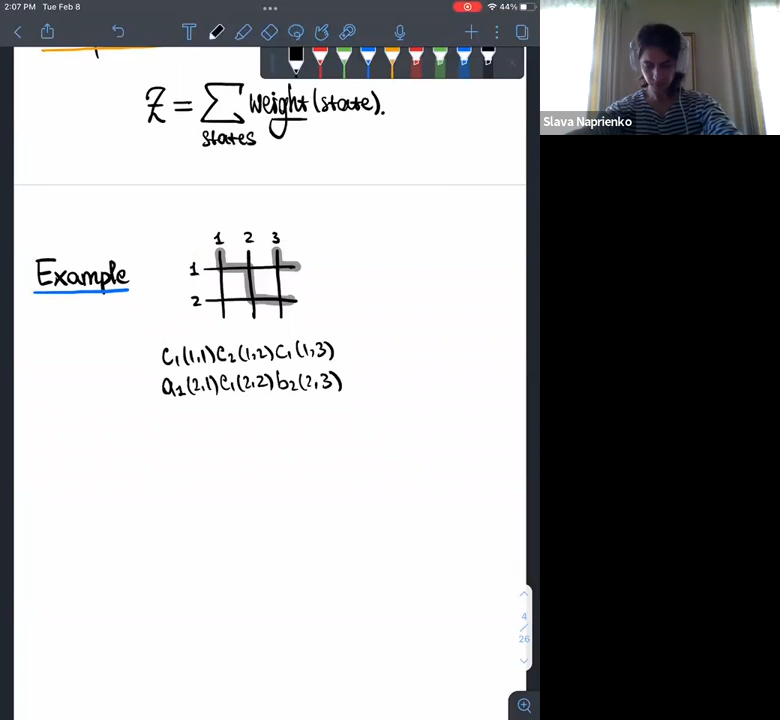 2:07 PM Tue Feb 8
44%
T
Z = ∑ weight (state).
states
Slava Naprienko
1 2 3
1
2
Example
C₁(1,1) C₂(1,2) C₁(1,3)
a₁(2,1) C₁(2,2) b₂(2,3)
4
/
26